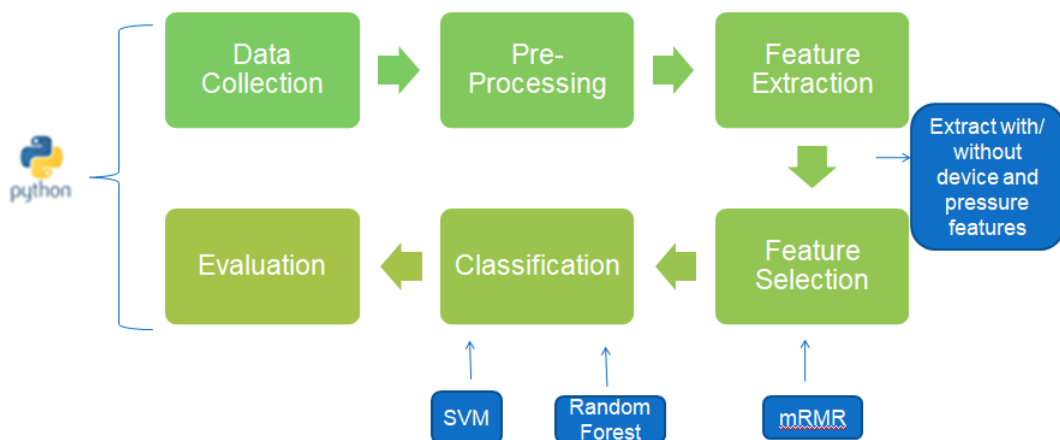 Data
Collection
Pre-
Processing
Feature
Extraction
Extract with/
without
device and
pressure
features
python
Evaluation
Classification
Feature
Selection
SVM
Random
Forest
mRMR